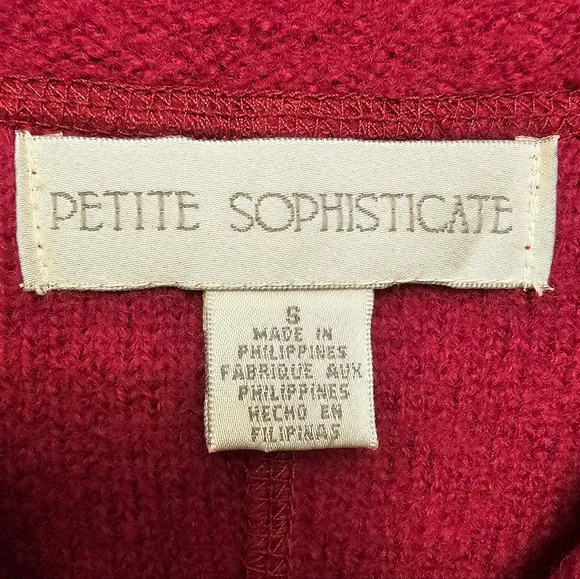 PETITE SOPHISTICATE
S
MADE IN
PHILIPPINES
FABRIQUE AUX
PHILIPPINES
HECHO EN
FILIPINAS